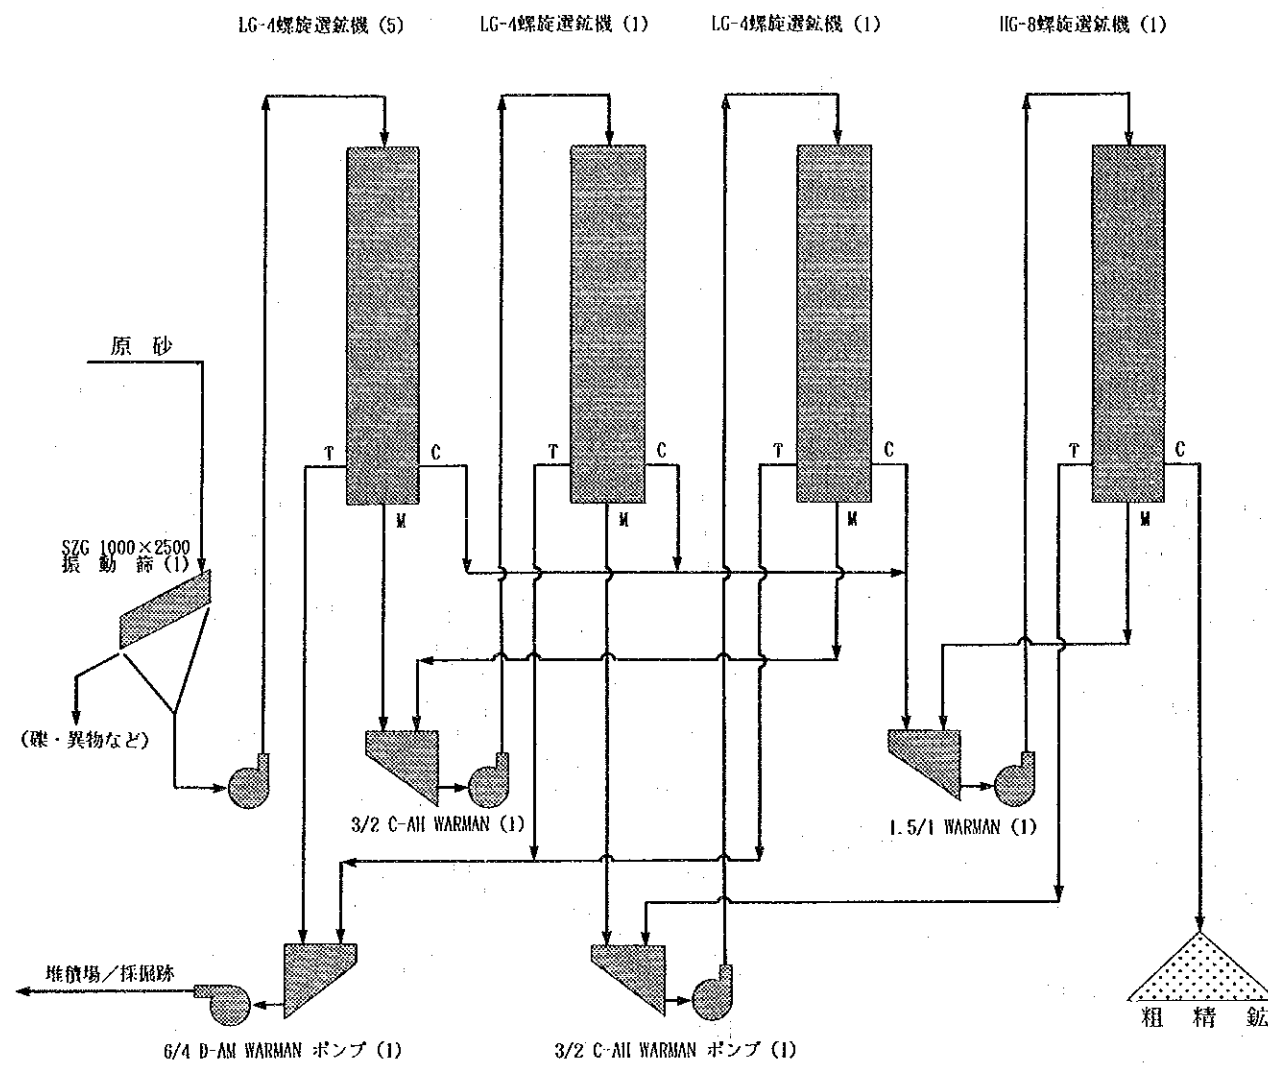 LG-4螺旋選鉱機 (5)
LG-4螺旋選鉱機 (1)
LG-4螺旋選鉱機 (1)
HG-8螺旋選鉱機 (1)
原 砂
T
C
M
T
C
M
T
C
M
T
C
M
SZG 1000×2500
振 動 篩 (1)
(礫・異物など)
3/2 C-AH WARMAN (1)
1.5/1 WARMAN (1)
堆積場/採掘跡
粗 精 鉱
6/4 D-AM WARMAN ポンプ (1)
3/2 C-AH WARMAN ポンプ (1)